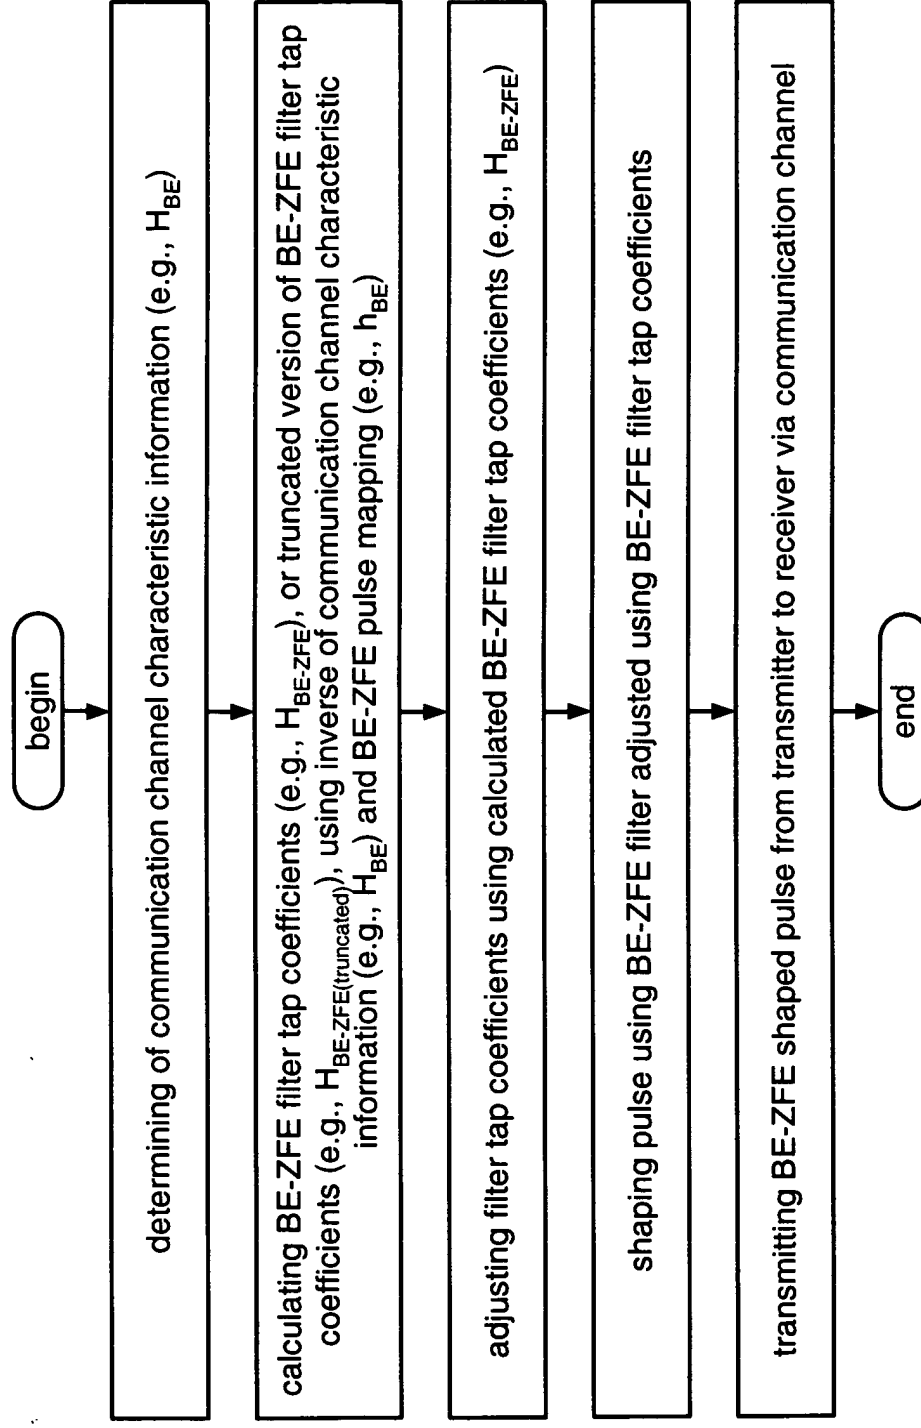 begin
determining of communication channel characteristic information (e.g., H_BE)
calculating BE-ZFE filter tap coefficients (e.g., H_BE-ZFE), or truncated version of BE-ZFE filter tap
coefficients (e.g., H_BE-ZFE(truncated)), using inverse of communication channel characteristic
information (e.g., H_BE) and BE-ZFE pulse mapping (e.g., h_BE)
adjusting filter tap coefficients using calculated BE-ZFE filter tap coefficients (e.g., H_BE-ZFE)
shaping pulse using BE-ZFE filter adjusted using BE-ZFE filter tap coefficients
transmitting BE-ZFE shaped pulse from transmitter to receiver via communication channel
end